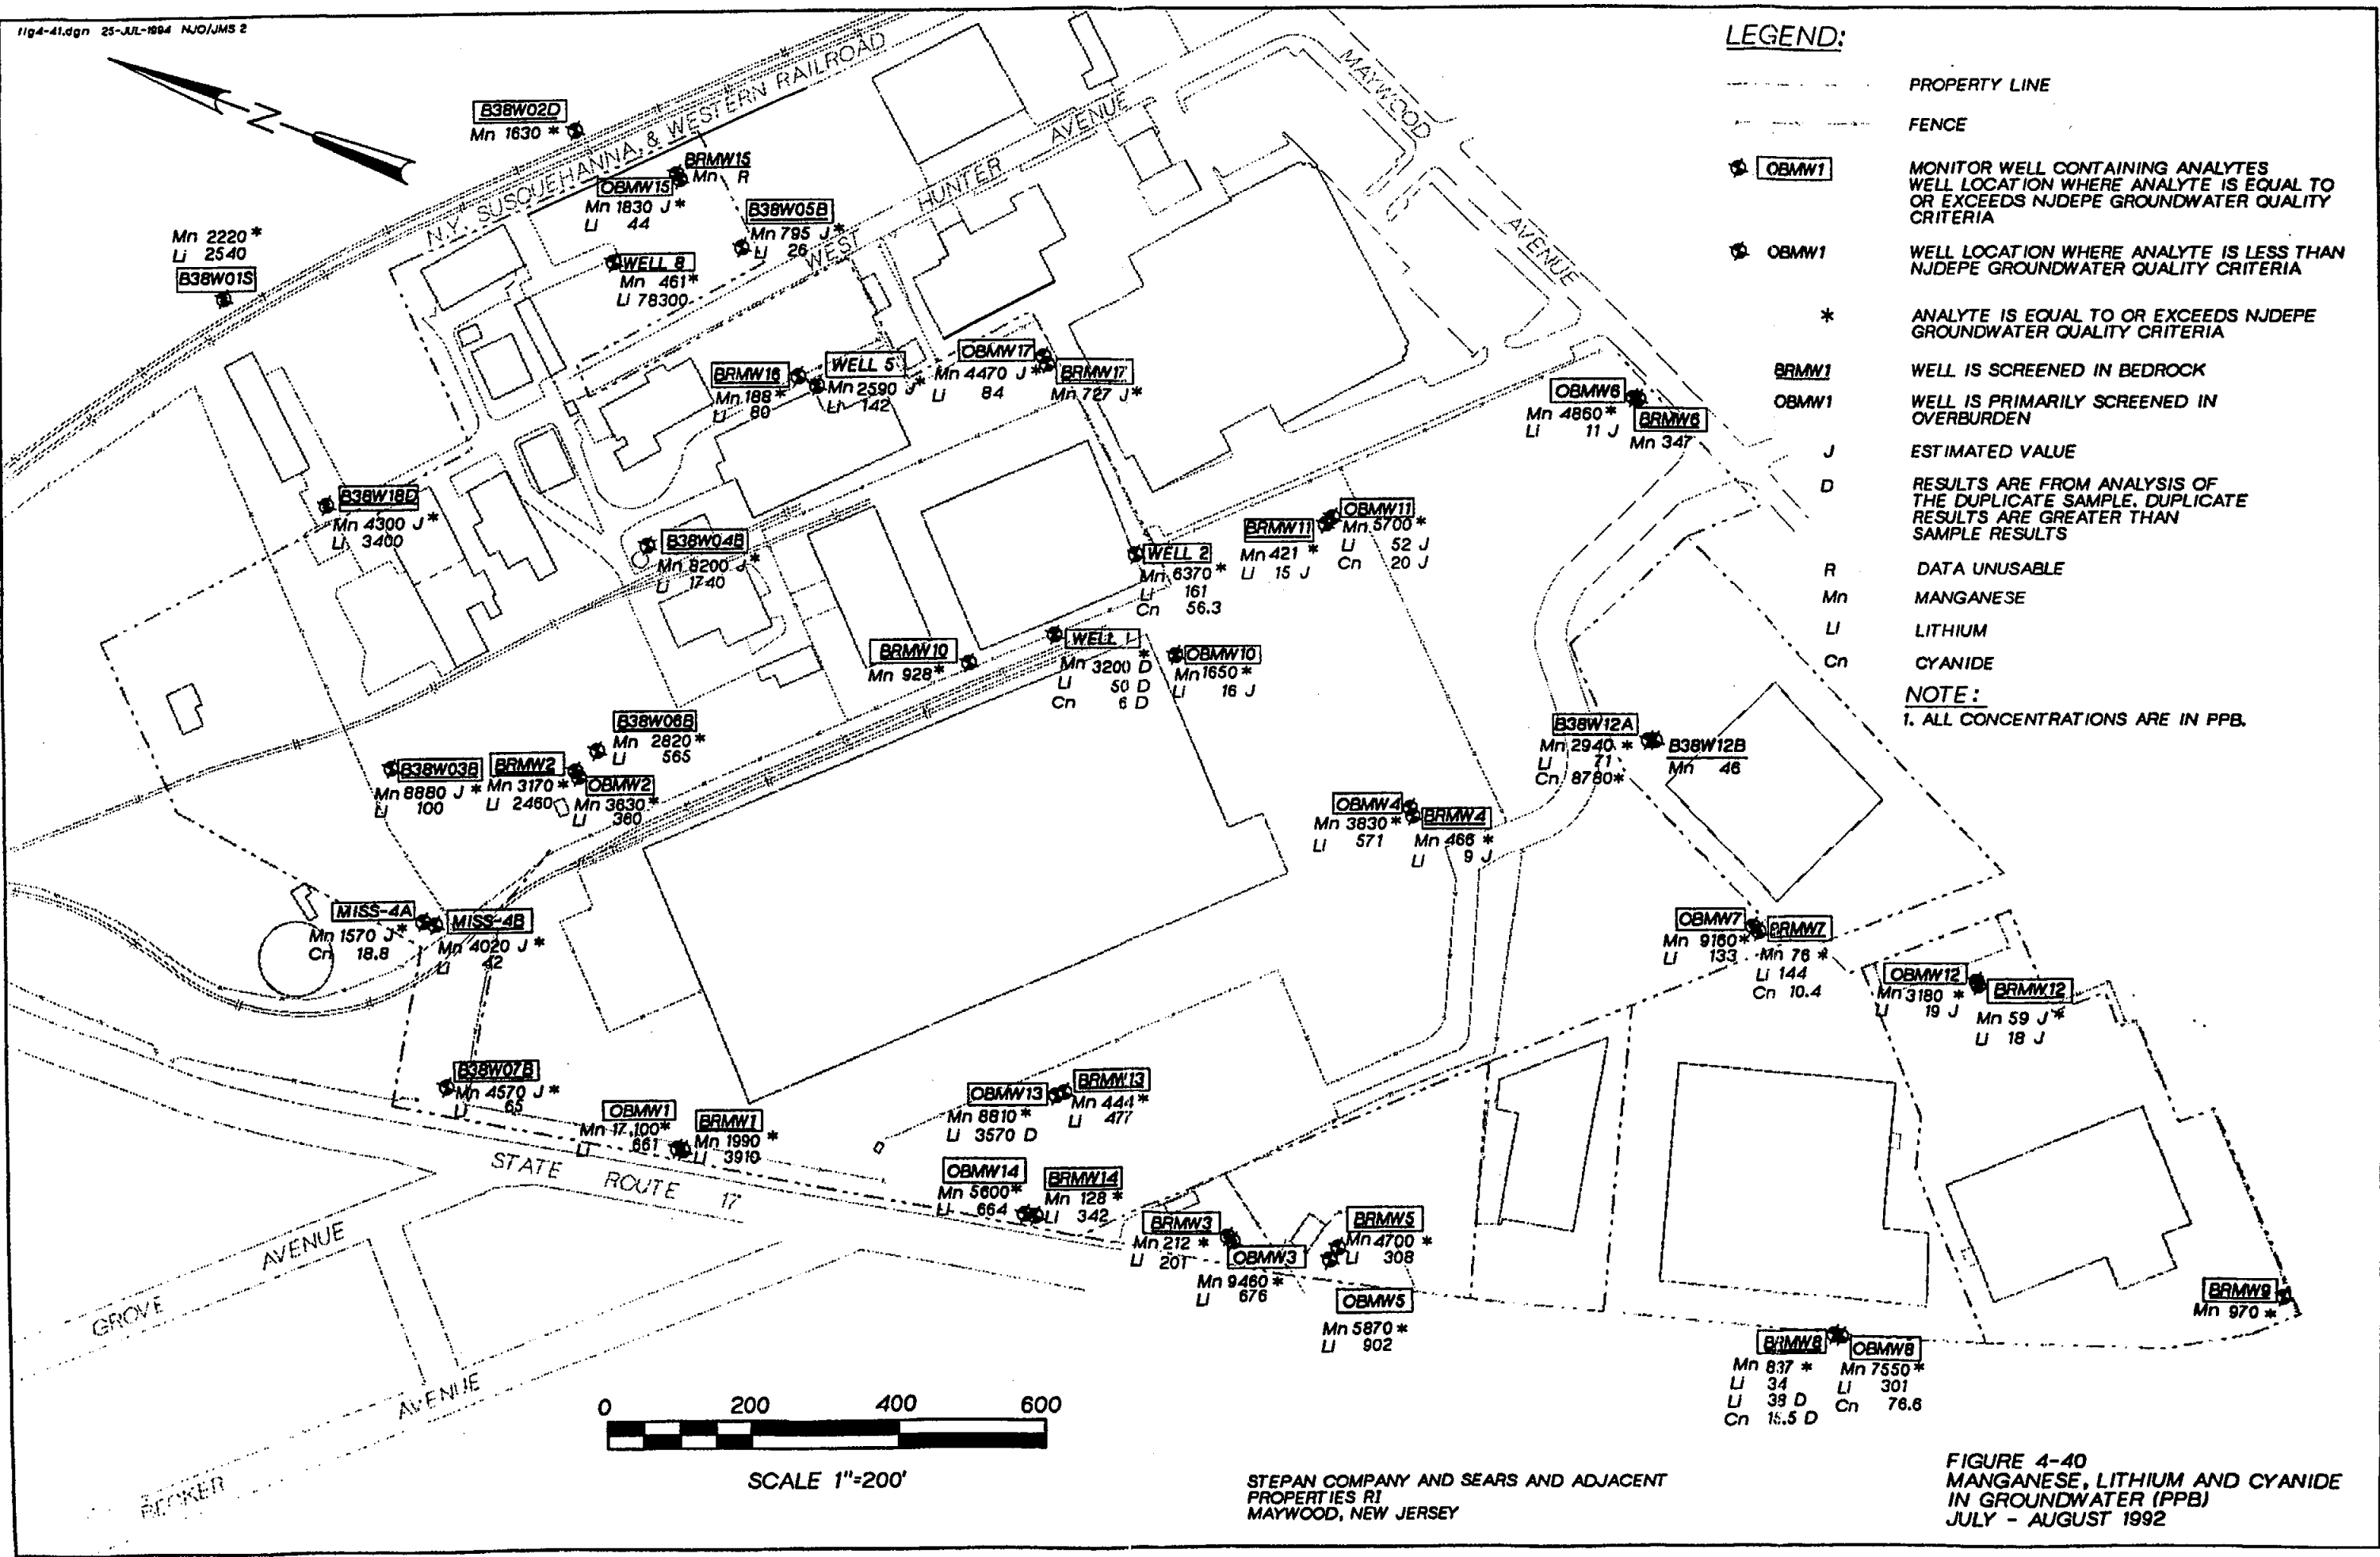 fig4-41.dgn 25-JUL-1994 NJO/JMS 2
N
N.Y. SUSQUEHANNA, & WESTERN RAILROAD
WEST HUNTER AVENUE
MAYWOOD AVENUE
STATE ROUTE 17
GROVE AVENUE
BECKER AVENUE
B38W02D
Mn 1630 *
BRMW15
Mn R
OBMW15
Mn 1830 J *
Li 44
B38W05B
Mn 795 J *
Li 26
Mn 2220 *
Li 2540
B38W01S
WELL 8
Mn 461 *
Li 78300
BRMW16
Mn 188 *
Li 80
WELL 5
Mn 2590 J *
Li 142
OBMW17
Mn 4470 J *
Li 84
BRMW17
Mn 727 J *
OBMW6
Mn 4860 *
Li 11 J
BRMW6
Mn 347
B38W18D
Mn 4300 J *
Li 3400
B38W04B
Mn 8200 J *
Li 1740
WELL 2
Mn 6370 *
Li 161
Cn 56.3
BRMW11
Mn 421 *
Li 15 J
OBMW11
Mn 5700 *
Li 52 J
Cn 20 J
BRMW10
Mn 928 *
WELL 1
Mn 3200 D *
Li 50 D
Cn 6 D
OBMW10
Mn 1650 *
Li 16 J
B38W06B
Mn 2820 *
Li 565
B38W03B
Mn 8880 J *
Li 100
BRMW2
Mn 3170 *
Li 2460
OBMW2
Mn 3630 *
Li 360
B38W12A
Mn 2940 *
Li 71
Cn 8780 *
B38W12B
Mn 46
OBMW4
Mn 3830 *
Li 571
BRMW4
Mn 466 *
Li 9 J
MISS-4A
Mn 1570 J *
Cn 18.8
MISS-4B
Mn 4020 J *
Li 42
OBMW7
Mn 9160 *
Li 133
BRMW7
Mn 76 *
Li 144
Cn 10.4
OBMW12
Mn 3180 *
Li 19 J
BRMW12
Mn 59 J *
Li 18 J
B38W07B
Mn 4570 J *
Li 65
OBMW1
Mn 17,100 *
Li 661
BRMW1
Mn 1990 *
Li 3910
OBMW13
Mn 8810 *
Li 3570 D
BRMW13
Mn 444 *
Li 477
OBMW14
Mn 5600 *
Li 664
BRMW14
Mn 128 *
Li 342
BRMW3
Mn 212 *
Li 201
OBMW3
Mn 9460 *
Li 676
BRMW5
Mn 4700 *
Li 308
OBMW5
Mn 5870 *
Li 902
BRMW9
Mn 970 *
BRMW8
Mn 837 *
Li 34
Li 38 D
Cn 15.5 D
OBMW8
Mn 7550 *
Li 301
Cn 76.6
LEGEND:
PROPERTY LINE
FENCE
OBMW1 MONITOR WELL CONTAINING ANALYTES
WELL LOCATION WHERE ANALYTE IS EQUAL TO
OR EXCEEDS NJDEPE GROUNDWATER QUALITY
CRITERIA
OBMW1 WELL LOCATION WHERE ANALYTE IS LESS THAN
NJDEPE GROUNDWATER QUALITY CRITERIA
* ANALYTE IS EQUAL TO OR EXCEEDS NJDEPE
GROUNDWATER QUALITY CRITERIA
BRMW1 WELL IS SCREENED IN BEDROCK
OBMW1 WELL IS PRIMARILY SCREENED IN
OVERBURDEN
J ESTIMATED VALUE
D RESULTS ARE FROM ANALYSIS OF
THE DUPLICATE SAMPLE. DUPLICATE
RESULTS ARE GREATER THAN
SAMPLE RESULTS
R DATA UNUSABLE
Mn MANGANESE
Li LITHIUM
Cn CYANIDE
NOTE:
1. ALL CONCENTRATIONS ARE IN PPB.
0 200 400 600
SCALE 1"=200'
STEPAN COMPANY AND SEARS AND ADJACENT
PROPERTIES RI
MAYWOOD, NEW JERSEY
FIGURE 4-40
MANGANESE, LITHIUM AND CYANIDE
IN GROUNDWATER (PPB)
JULY - AUGUST 1992